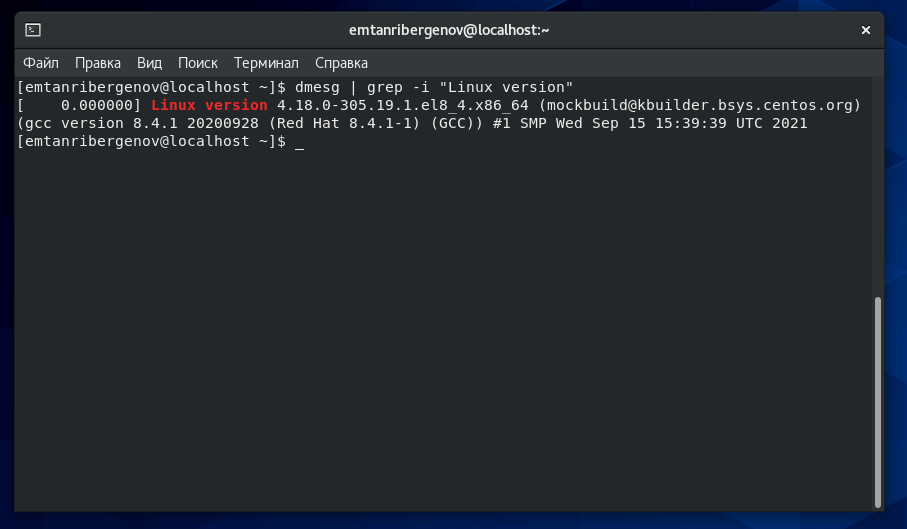 emtanribergenov@localhost:~
Файл Правка Вид Поиск Терминал Справка
[emtanribergenov@localhost ~]$ dmesg | grep -i "Linux version"
[    0.000000] Linux version 4.18.0-305.19.1.el8_4.x86_64 (mockbuild@kbuilder.bsys.centos.org)
(gcc version 8.4.1 20200928 (Red Hat 8.4.1-1) (GCC)) #1 SMP Wed Sep 15 15:39:39 UTC 2021
[emtanribergenov@localhost ~]$ _